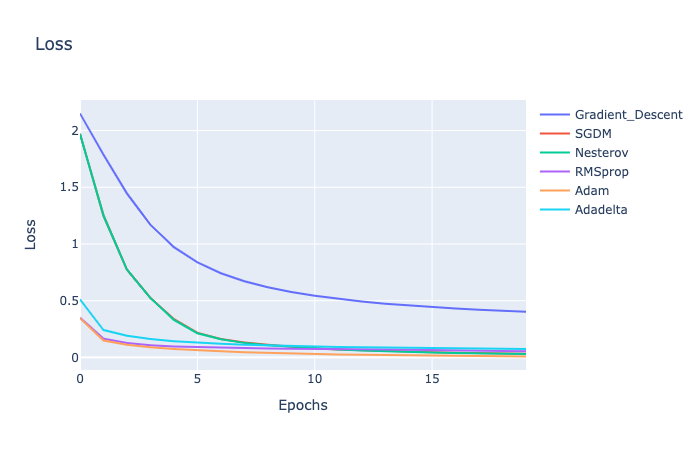 Loss
Gradient_Descent
SGDM
Nesterov
RMSprop
Adam
Adadelta
2
1.5
1
0.5
0
Loss
0 5 10 15
Epochs